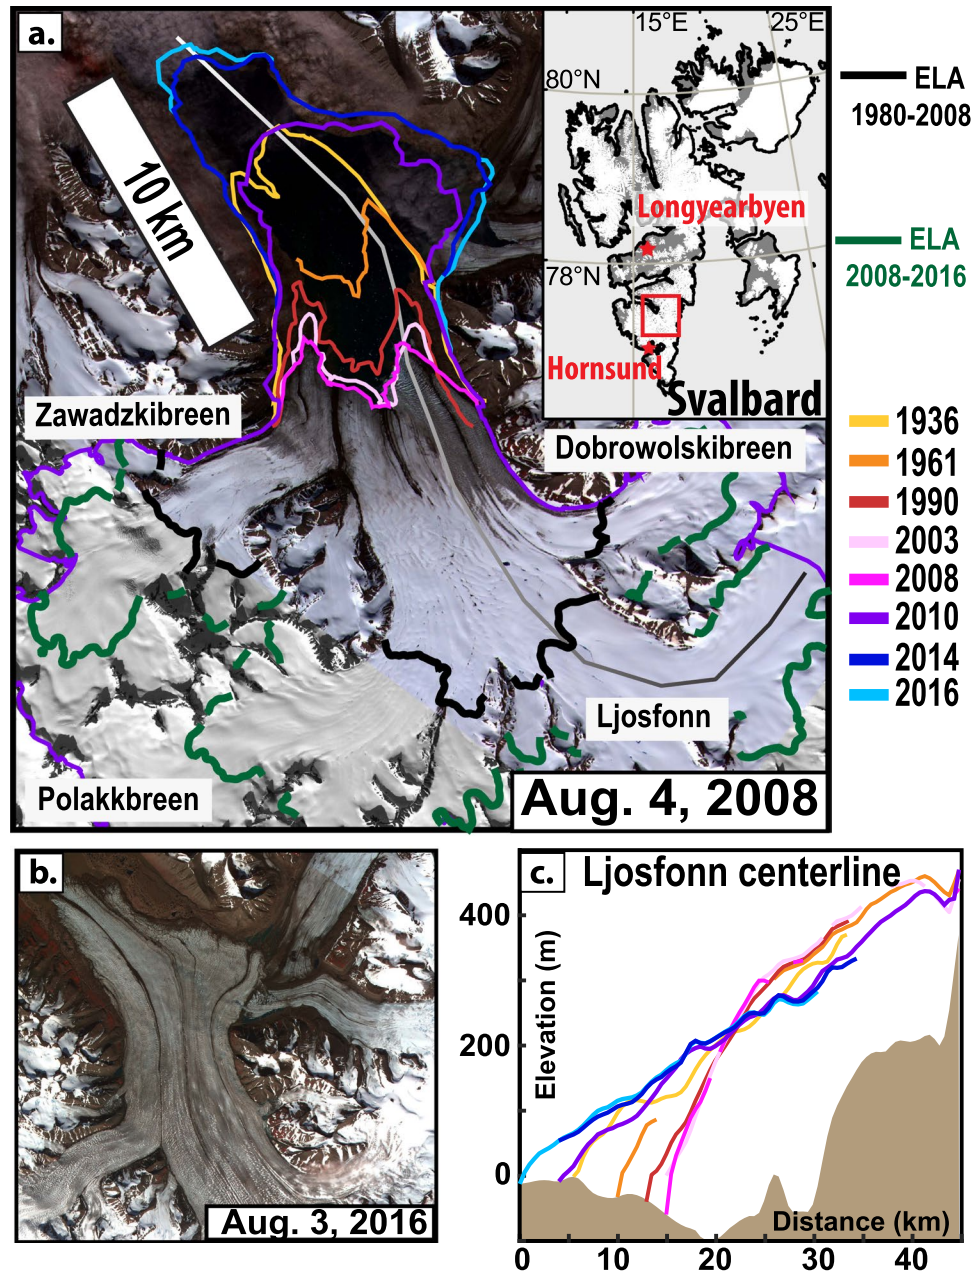 a.
10 km
15°E
25°E
80°N
Longyearbyen
78°N
Hornsund
Svalbard
Zawadzkibreen
Dobrowolskibreen
Ljosfonn
Polakkbreen
Aug. 4, 2008
ELA
1980-2008
ELA
2008-2016
1936
1961
1990
2003
2008
2010
2014
2016
b.
Aug. 3, 2016
c.
Ljosfonn centerline
Elevation (m)
400
200
0
Distance (km)
0
10
20
30
40